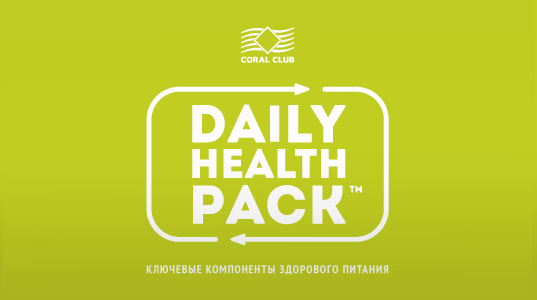 CORAL CLUB
DAILY
HEALTH
PACK™
КЛЮЧЕВЫЕ КОМПОНЕНТЫ ЗДОРОВОГО ПИТАНИЯ